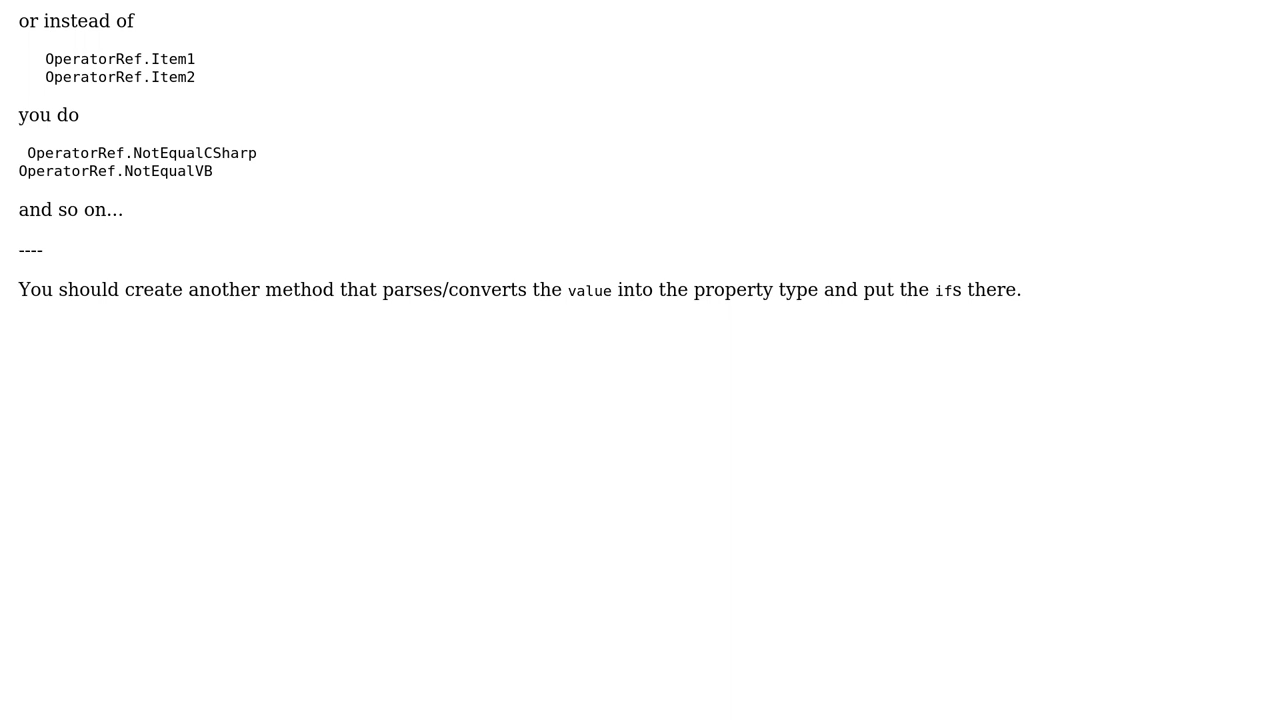 or instead of
OperatorRef.Item1
OperatorRef.Item2
you do
OperatorRef.NotEqualCSharp
OperatorRef.NotEqualVB
and so on...
----
You should create another method that parses/converts the value into the property type and put the ifs there.